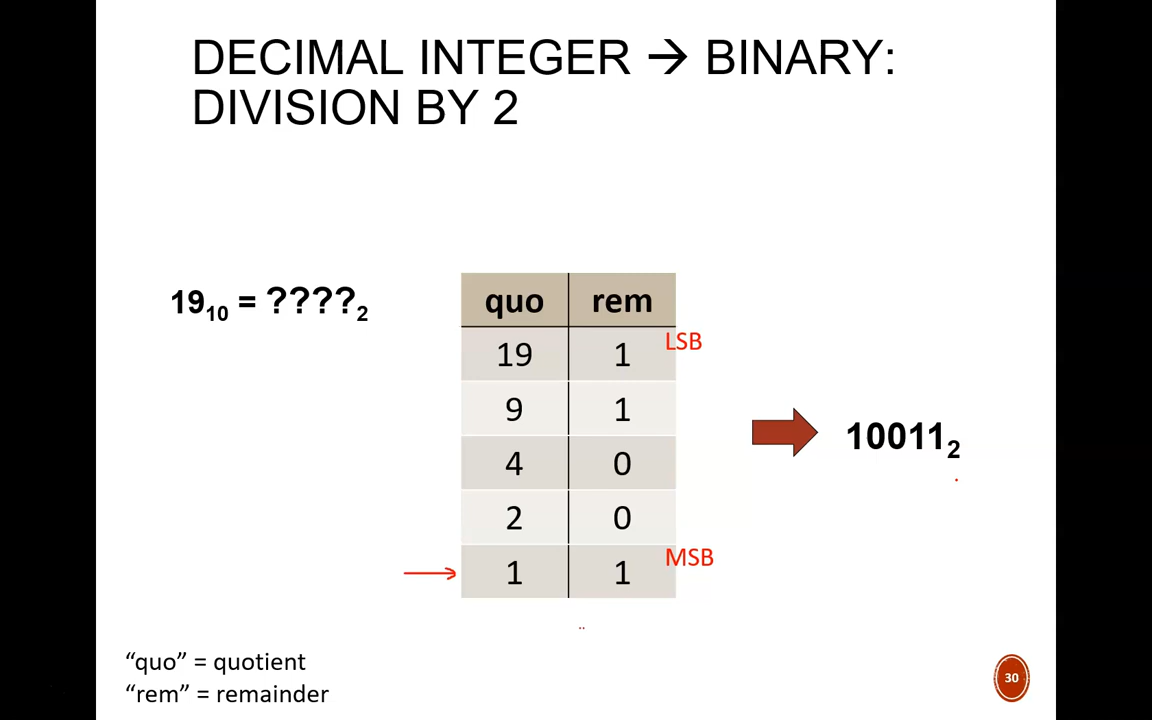 DECIMAL INTEGER → BINARY:
DIVISION BY 2
19₁₀ = ????₂
quo rem
19 1 LSB
9 1
4 0
2 0
1 1 MSB
10011₂
“quo” = quotient
“rem” = remainder
30